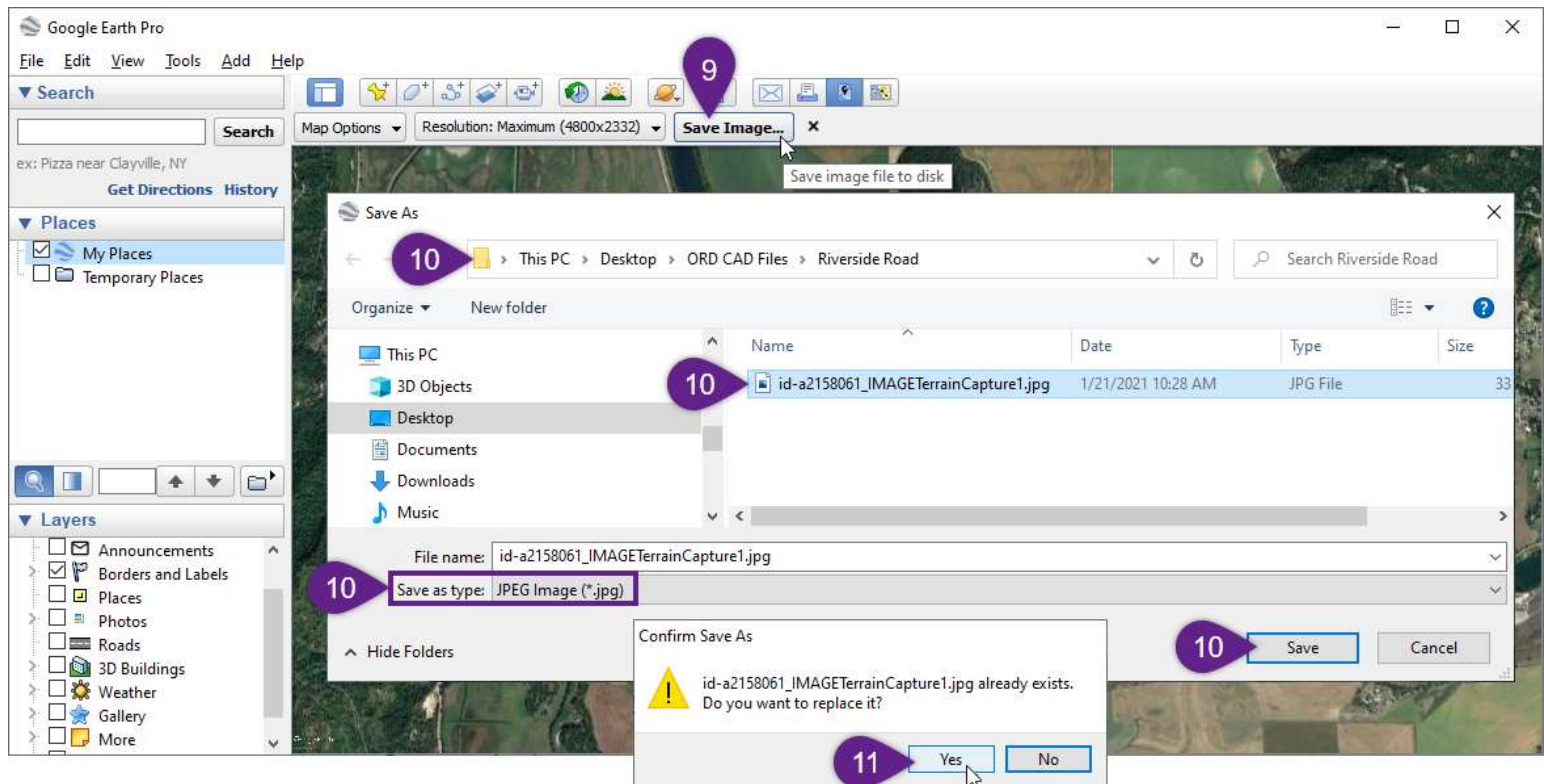 Google Earth Pro
File Edit View Tools Add Help
9
Search
Search
ex: Pizza near Clayville, NY
Get Directions History
Map Options Resolution: Maximum (4800x2332) Save Image...
Save image file to disk
Places
My Places
Temporary Places
Save As
10 This PC > Desktop > ORD CAD Files > Riverside Road
Search Riverside Road
Organize New folder
This PC
3D Objects
Desktop
Documents
Downloads
Music
Name Date Type Size
10 id-a2158061_IMAGETerrainCapture1.jpg 1/21/2021 10:28 AM JPG File 33
File name: id-a2158061_IMAGETerrainCapture1.jpg
10 Save as type: JPEG Image (*.jpg)
Hide Folders
10 Save Cancel
Layers
Announcements
Borders and Labels
Places
Photos
Roads
3D Buildings
Weather
Gallery
More
Confirm Save As
id-a2158061_IMAGETerrainCapture1.jpg already exists.
Do you want to replace it?
11 Yes No